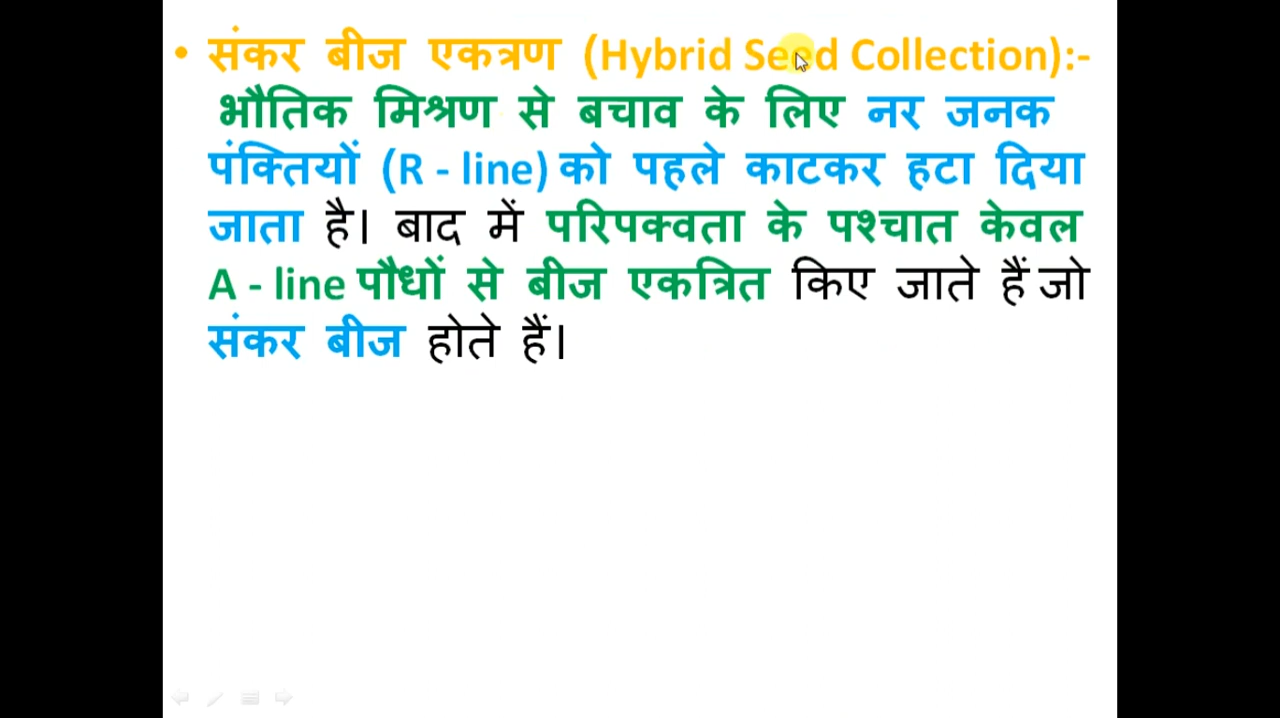 • संकर बीज एकत्रण (Hybrid Seed Collection):-
भौतिक मिश्रण से बचाव के लिए नर जनक
पंक्तियों (R - line) को पहले काटकर हटा दिया
जाता है। बाद में परिपक्वता के पश्चात केवल
A - line पौधों से बीज एकत्रित किए जाते हैं जो
संकर बीज होते हैं।